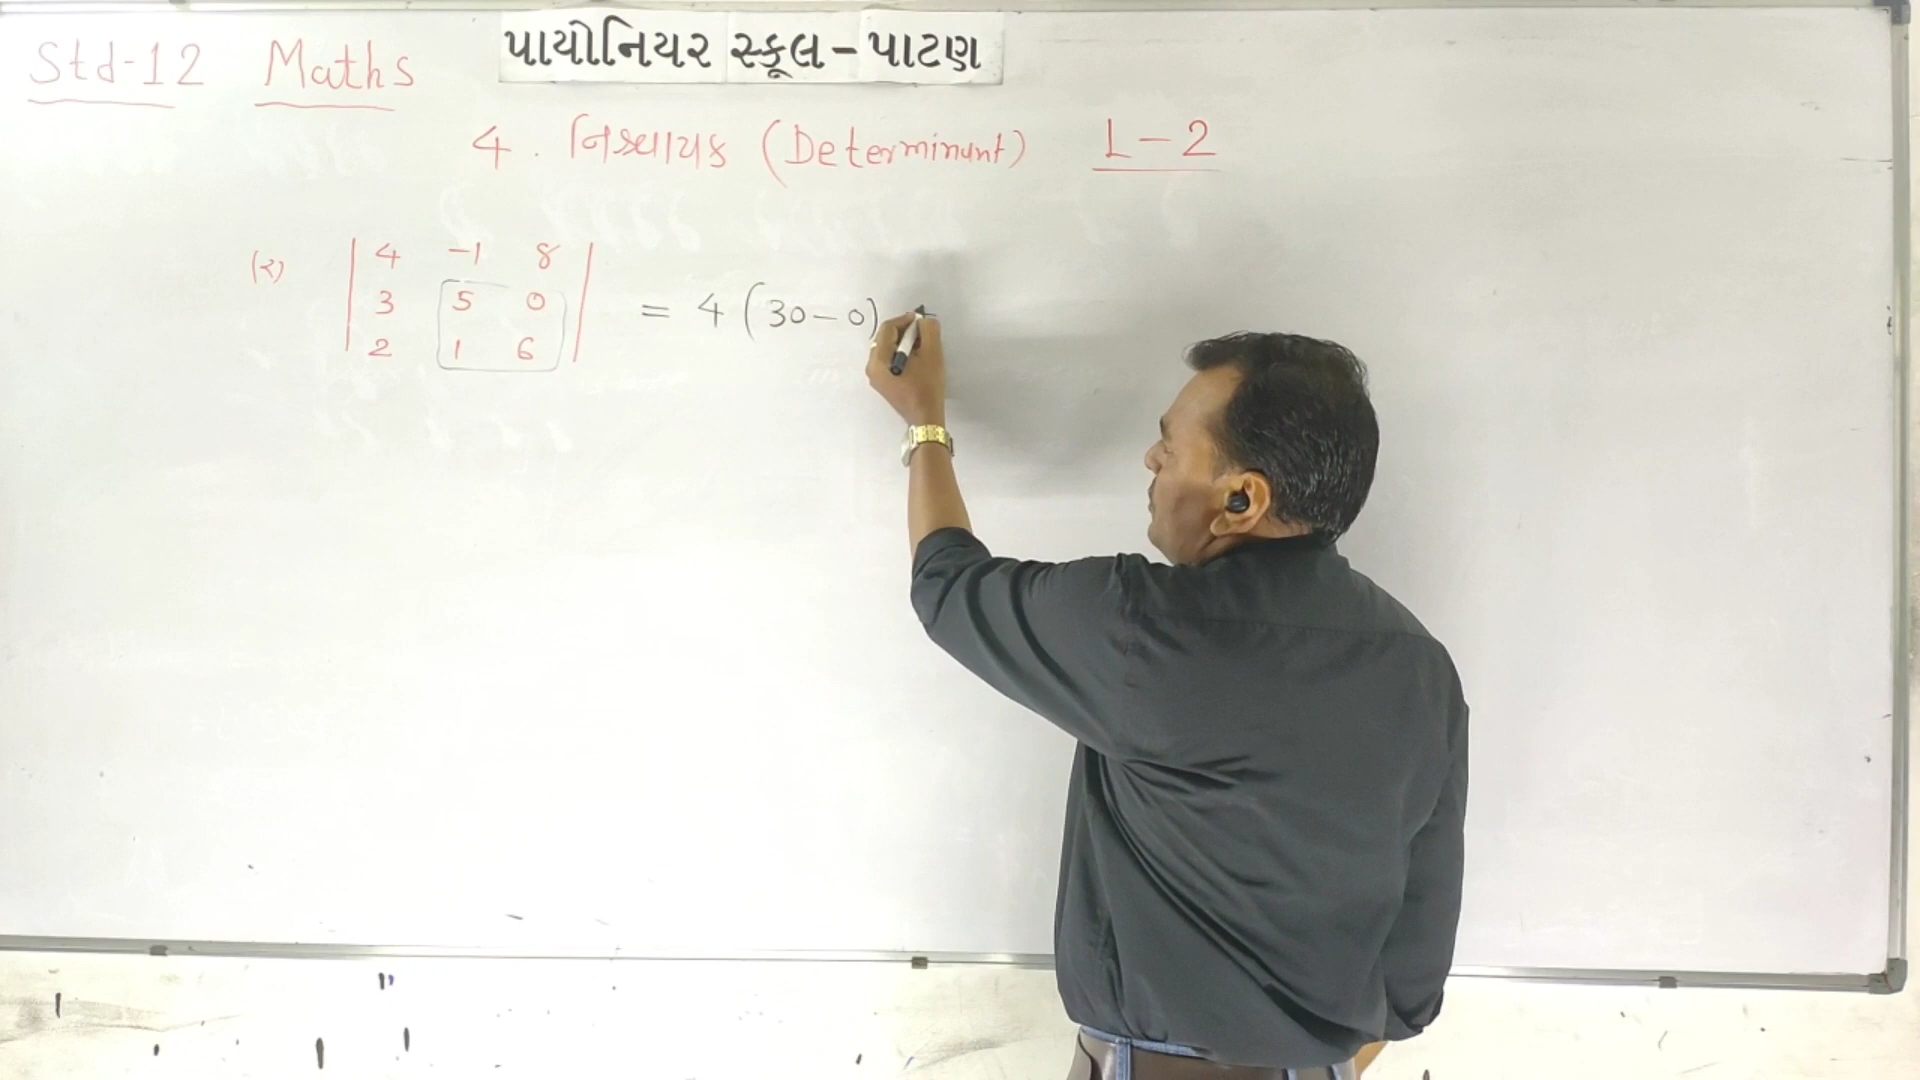 Std-12 Maths પાયોનિયર સ્કૂલ – પાટણ
4. નિશ્ચાયક (Determinant) L-2
(૨) | 4 -1 8 |
| 3 5 0 | = 4 (30-0) +
| 2 1 6 |